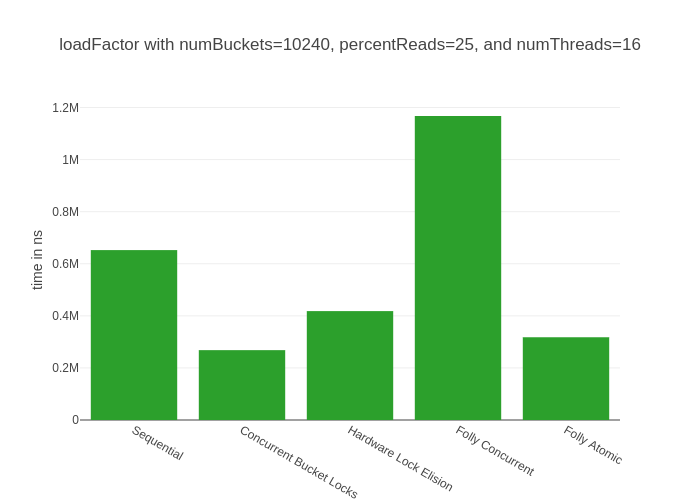 loadFactor with numBuckets=10240, percentReads=25, and numThreads=16
1.2M
1M
0.8M
0.6M
0.4M
0.2M
0
time in ns
Sequential
Concurrent Bucket Locks
Hardware Lock Elision
Folly Concurrent
Folly Atomic